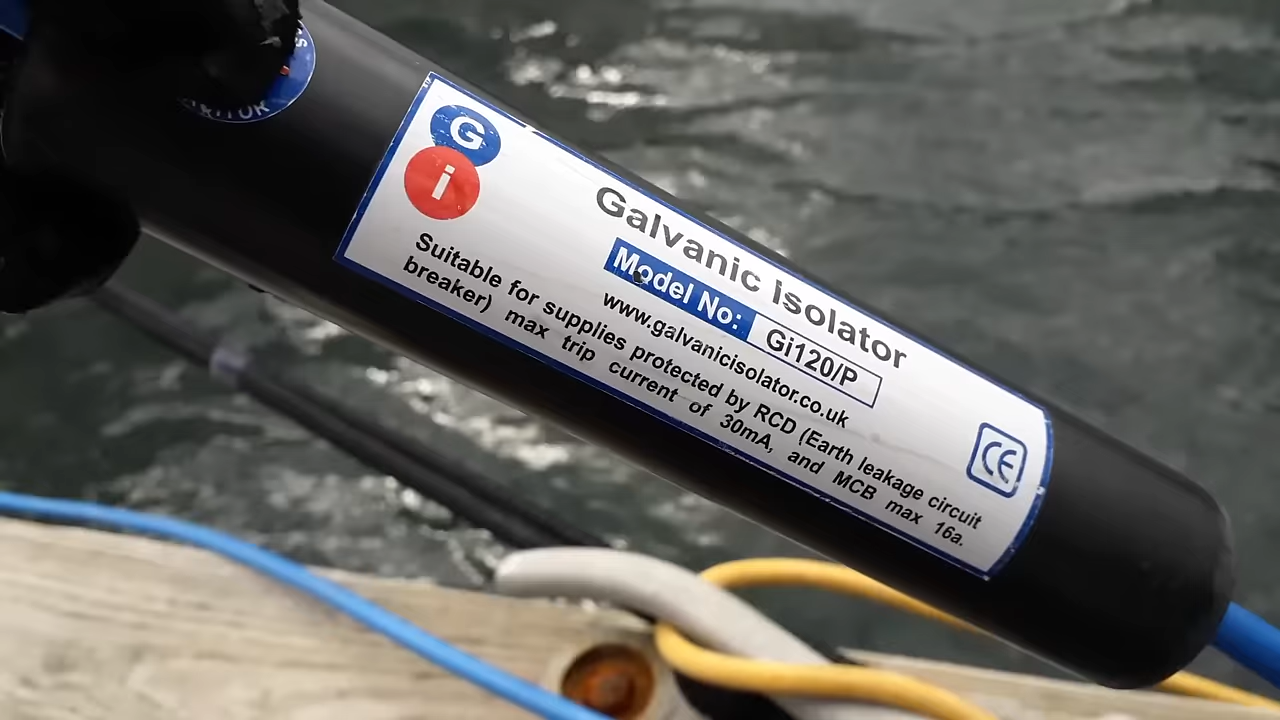 G
i
Galvanic isolator
Model No: Gi120/P
www.galvanicisolator.co.uk
Suitable for supplies protected by RCD (Earth leakage circuit
breaker) max trip current of 30mA, and MCB max 16a.
CE